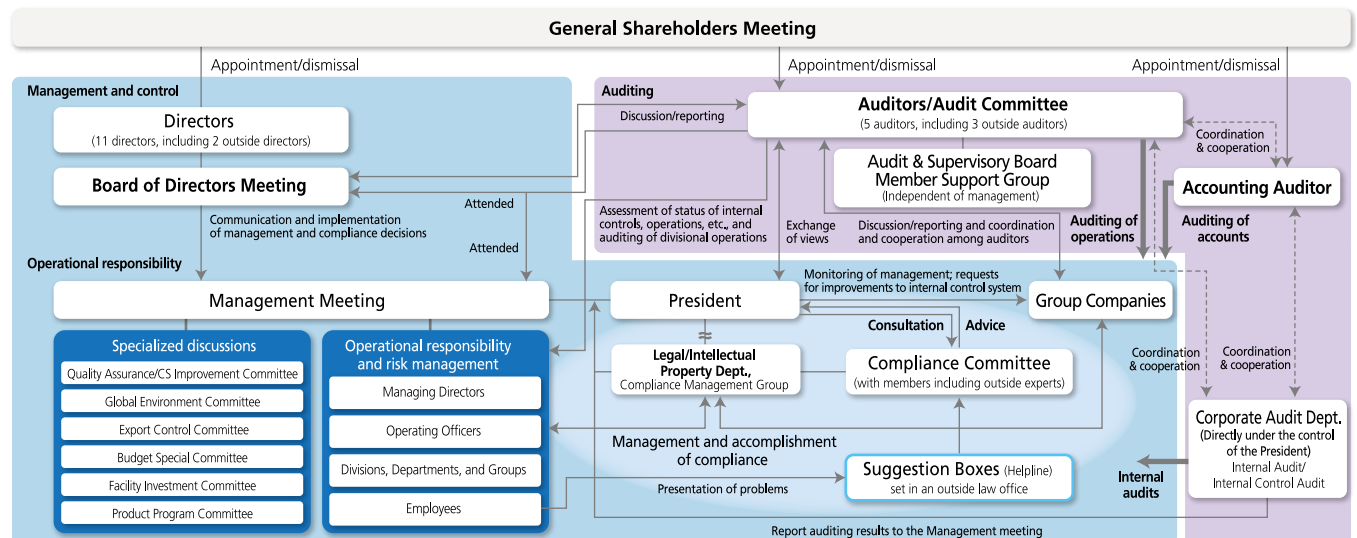 General Shareholders Meeting
Appointment/dismissal
Appointment/dismissal
Appointment/dismissal
Management and control
Directors
(11 directors, including 2 outside directors)
Board of Directors Meeting
Communication and implementation
of management and compliance decisions
Attended
Attended
Auditing
Discussion/reporting
Auditors/Audit Committee
(5 auditors, including 3 outside auditors)
Audit & Supervisory Board
Member Support Group
(Independent of management)
Coordination
& cooperation
Accounting Auditor
Assessment of status of internal
controls, operations, etc., and
auditing of divisional operations
Exchange
of views
Discussion/reporting and coordination
and cooperation among auditors
Auditing of
operations
Auditing of
accounts
Operational responsibility
Management Meeting
President
Monitoring of management; requests
for improvements to internal control system
Group Companies
Consultation
Advice
Specialized discussions
Quality Assurance/CS Improvement Committee
Global Environment Committee
Export Control Committee
Budget Special Committee
Facility Investment Committee
Product Program Committee
Operational responsibility
and risk management
Managing Directors
Operating Officers
Divisions, Departments, and Groups
Employees
Legal/Intellectual
Property Dept.,
Compliance Management Group
Compliance Committee
(with members including outside experts)
Management and accomplishment
of compliance
Presentation of problems
Suggestion Boxes (Helpline)
set in an outside law office
Coordination
& cooperation
Coordination
& cooperation
Corporate Audit Dept.
(Directly under the control
of the President)
Internal Audit/
Internal Control Audit
Internal
audits
Report auditing results to the Management meeting